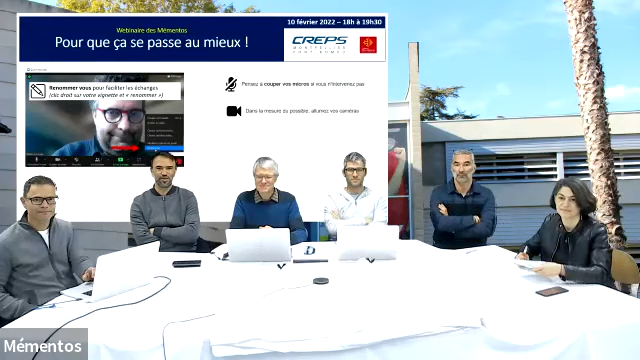 Webinaire des Mémentos
Pour que ça se passe au mieux !
10 février 2022 – 18h à 19h30
CREPS
MONTPELLIER
Renommer vous pour faciliter les échanges
(clic droit sur votre vignette et « renommer »)
Pensez à couper vos micros si vous n'intervenez pas
Dans la mesure du possible, allumez vos caméras
Mémentos